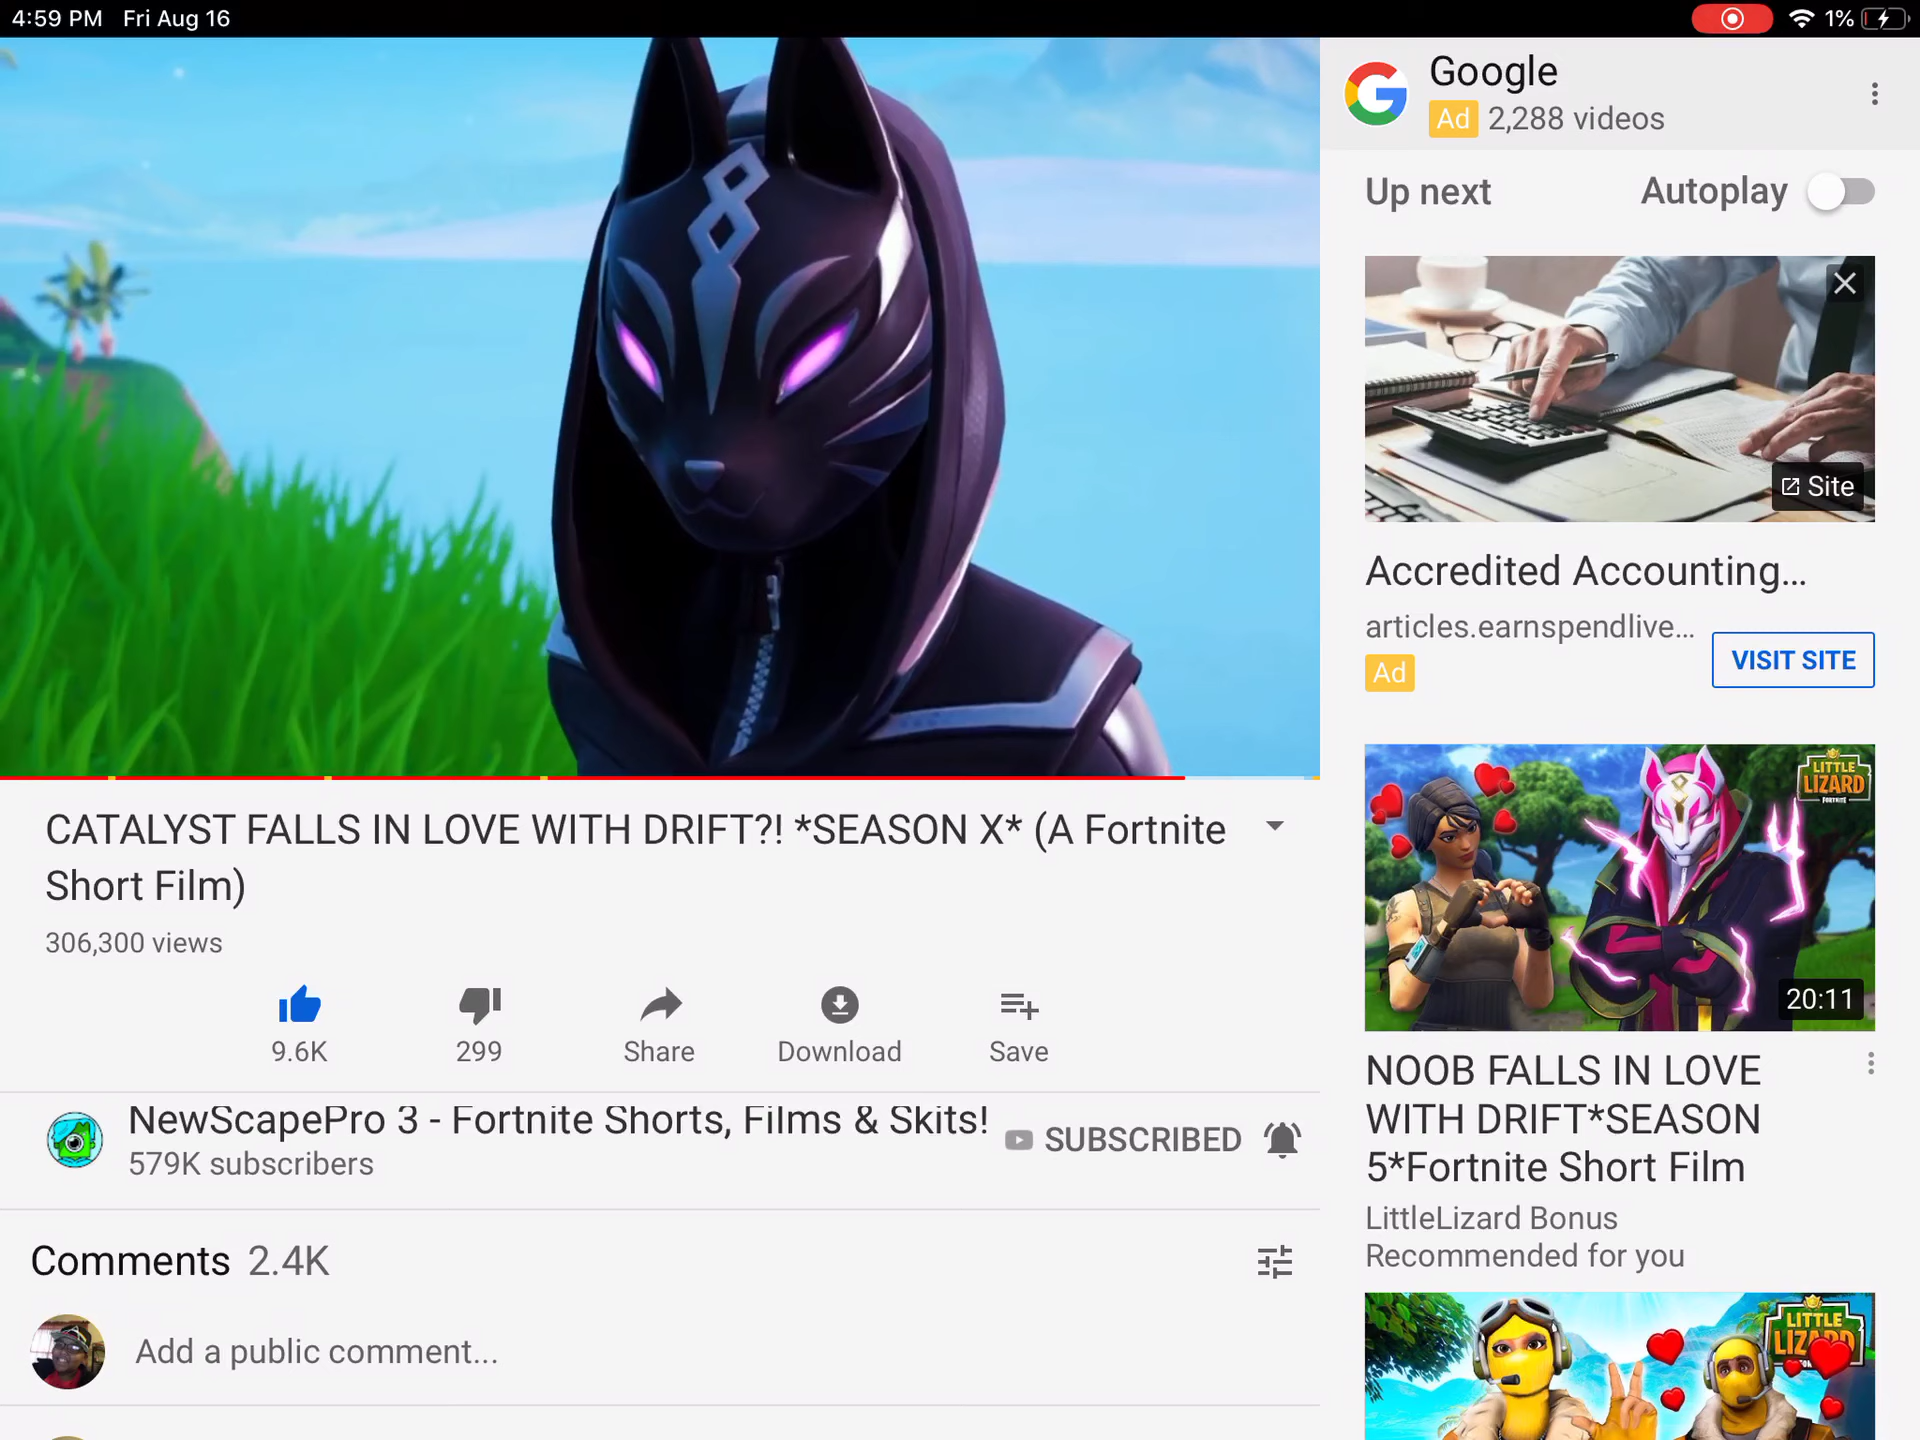 4:59 PM Fri Aug 16
1%
Google
Ad 2,288 videos
Up next
Autoplay
Site
Accredited Accounting...
articles.earnspendlive...
Ad
VISIT SITE
CATALYST FALLS IN LOVE WITH DRIFT?! *SEASON X* (A Fortnite
Short Film)
306,300 views
9.6K
299
Share
Download
Save
NewScapePro 3 - Fortnite Shorts, Films & Skits!
579K subscribers
SUBSCRIBED
Comments 2.4K
Add a public comment...
LITTLE
LIZARD
FORTNITE
20:11
NOOB FALLS IN LOVE
WITH DRIFT*SEASON
5*Fortnite Short Film
LittleLizard Bonus
Recommended for you
LITTLE
LIZARD